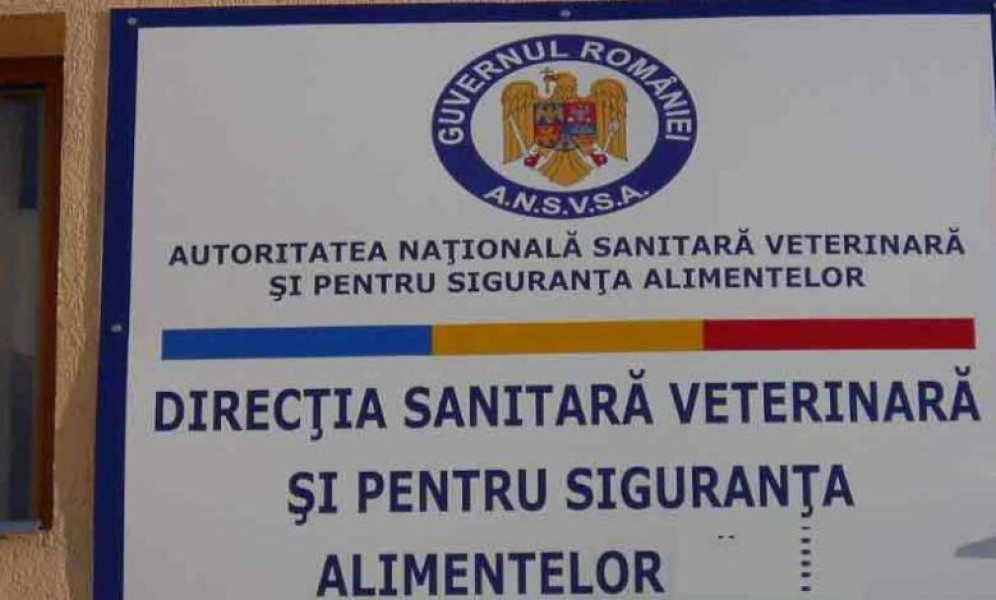 GUVERNUL ROMÂNIEI
A.N.S.V.S.A.
AUTORITATEA NAŢIONALĂ SANITARĂ VETERINARĂ
ŞI PENTRU SIGURANŢA ALIMENTELOR
DIRECŢIA SANITARĂ VETERINARĂ
ŞI PENTRU SIGURANŢA
ALIMENTELOR